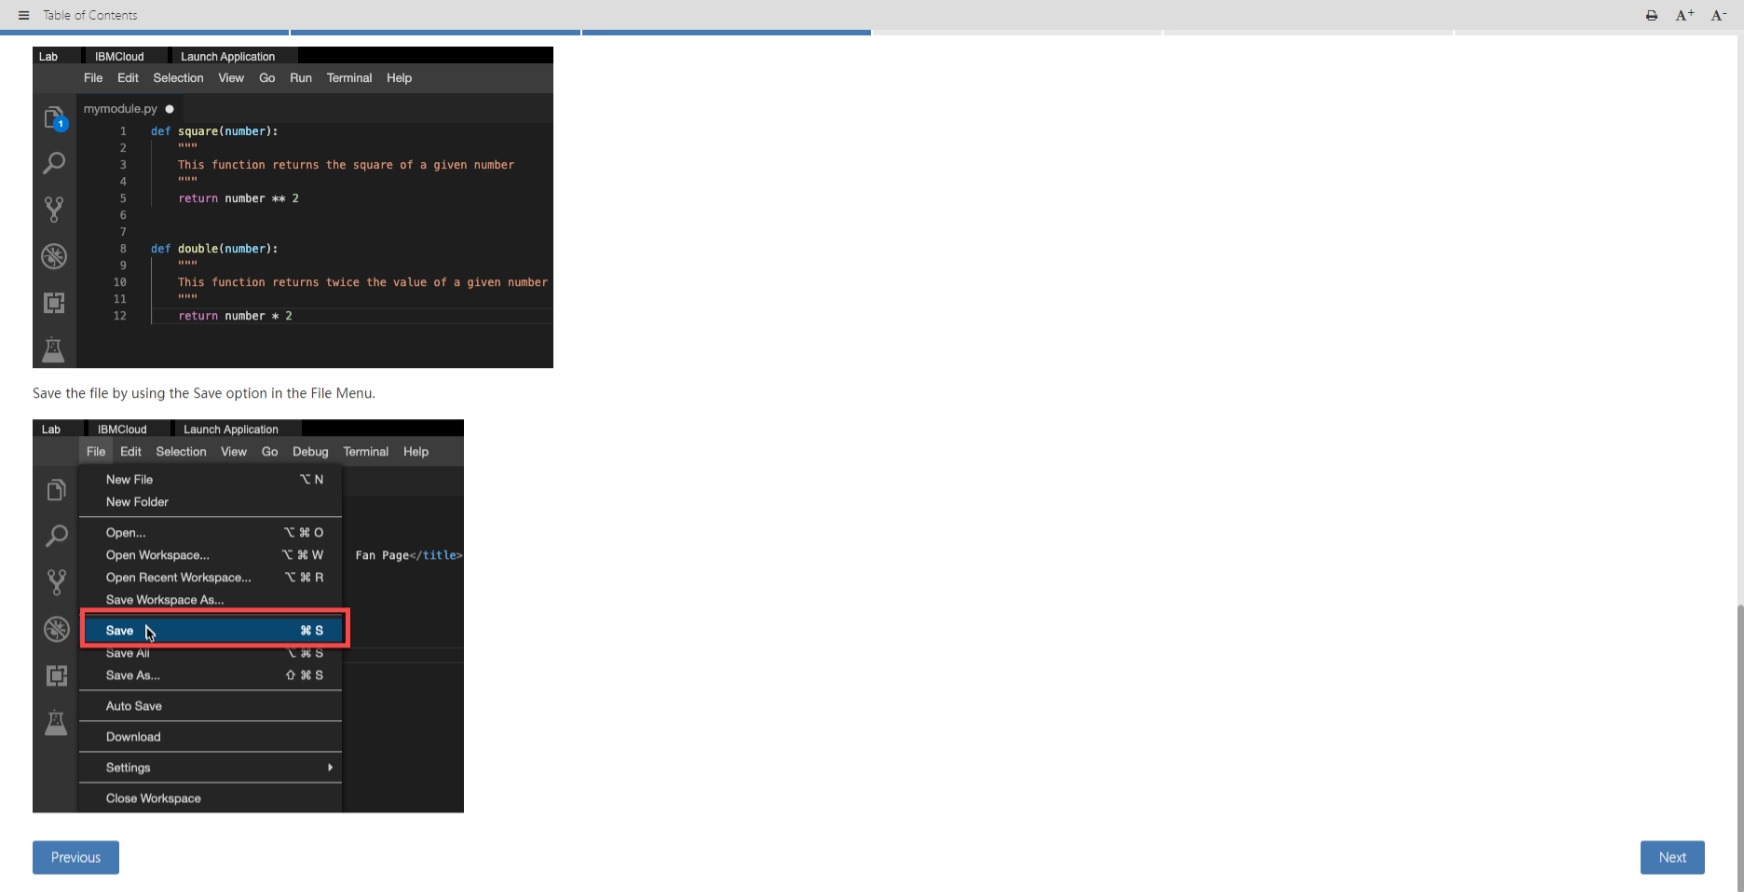 Table of Contents
A+ A-
Lab IBMCloud Launch Application
File Edit Selection View Go Run Terminal Help
mymodule.py
1
1 def square(number):
2 """
3 This function returns the square of a given number
4 """
5 return number ** 2
6
7
8 def double(number):
9 """
10 This function returns twice the value of a given number
11 """
12 return number * 2
Save the file by using the Save option in the File Menu.
Lab IBMCloud Launch Application
File Edit Selection View Go Debug Terminal Help
New File ⌥ N
New Folder
Open... ⌥ ⌘ O
Open Workspace... ⌥ ⌘ W
Fan Page</title>
Open Recent Workspace... ⌥ ⌘ R
Save Workspace As...
Save ⌘ S
Save All ⌥ ⌘ S
Save As... ⇧ ⌘ S
Auto Save
Download
Settings
Close Workspace
Previous
Next